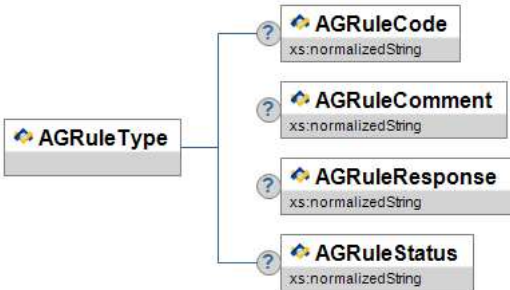 ? AGRuleCode
xs:normalizedString
? AGRuleComment
xs:normalizedString
AGRuleType
? AGRuleResponse
xs:normalizedString
? AGRuleStatus
xs:normalizedString